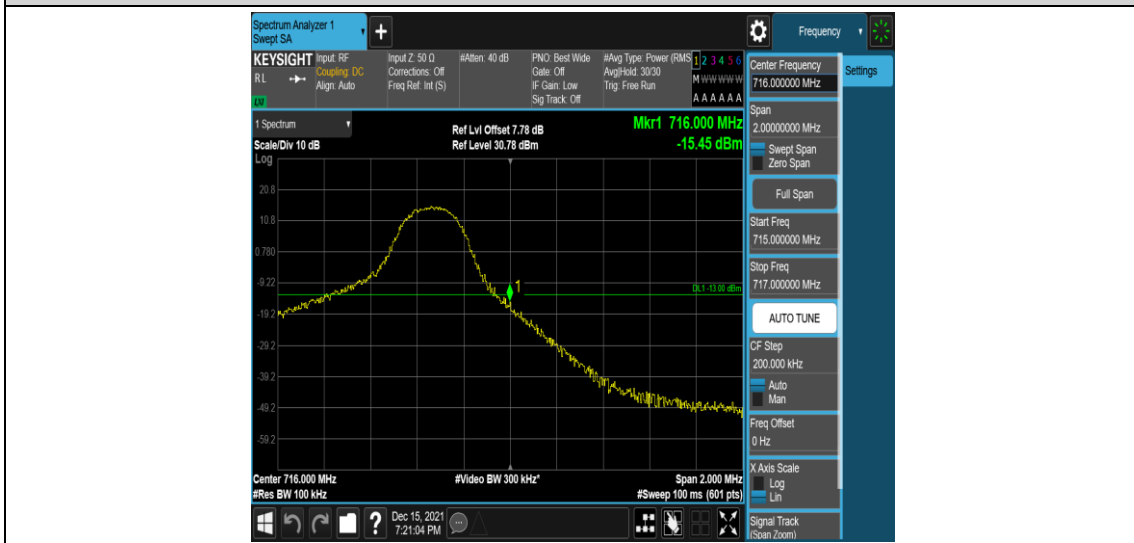 Spectrum Analyzer 1
Swept SA
Frequency
KEYSIGHT
RL
LXI
Input: RF
Coupling: DC
Align: Auto
Input Z: 50 Ω
Corrections: Off
Freq Ref: Int (S)
#Atten: 40 dB
PNO: Best Wide
Gate: Off
IF Gain: Low
Sig Track: Off
#Avg Type: Power (RMS
Avg|Hold: 30/30
Trig: Free Run
1 2 3 4 5 6
M W W W W W
A A A A A A
1 Spectrum
Scale/Div 10 dB
Ref Lvl Offset 7.78 dB
Ref Level 30.78 dBm
Mkr1 716.000 MHz
-15.45 dBm
Log
20.8
10.8
0.780
-9.22
-19.2
-29.2
-39.2
-49.2
-59.2
1
DL1 -13.00 dBm
Center 716.000 MHz
#Res BW 100 kHz
#Video BW 300 kHz*
Span 2.000 MHz
#Sweep 100 ms (601 pts)
Dec 15, 2021
7:21:04 PM
Center Frequency
716.000000 MHz
Settings
Span
2.00000000 MHz
Swept Span
Zero Span
Full Span
Start Freq
715.000000 MHz
Stop Freq
717.000000 MHz
AUTO TUNE
CF Step
200.000 kHz
Auto
Man
Freq Offset
0 Hz
X Axis Scale
Log
Lin
Signal Track
(Span Zoom)